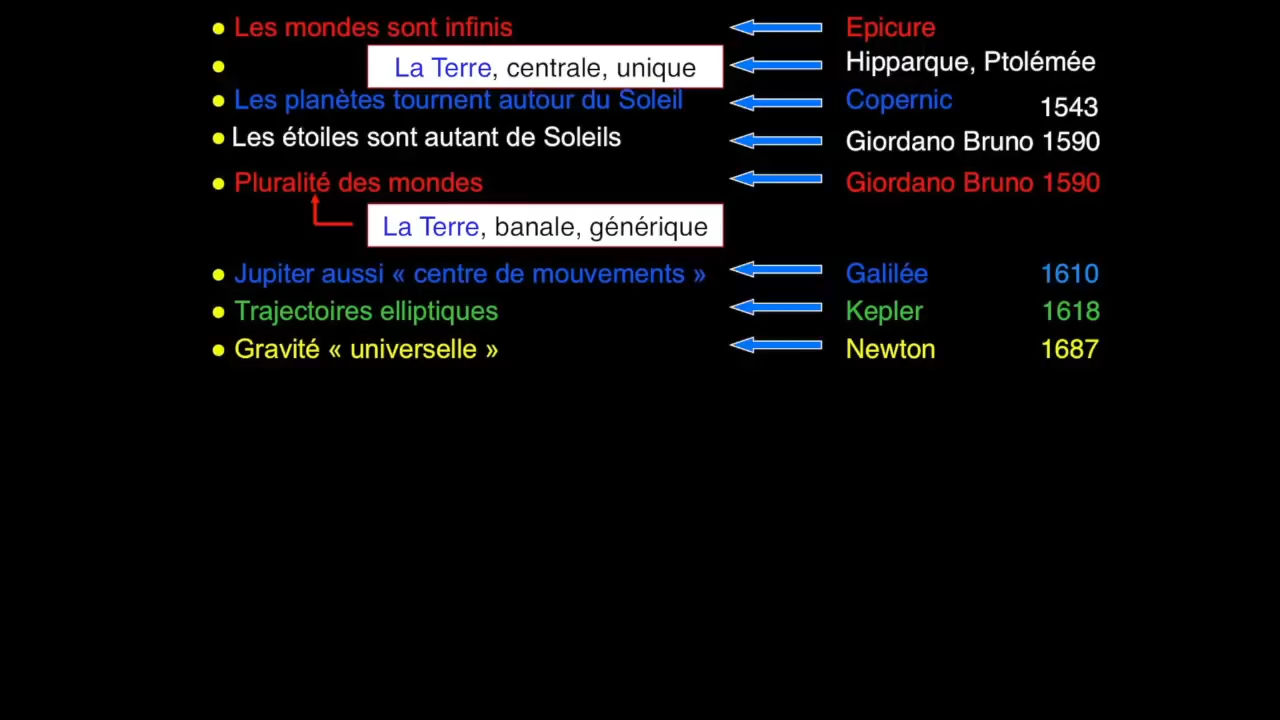 Les mondes sont infinis Epicure
La Terre, centrale, unique Hipparque, Ptolémée
Les planètes tournent autour du Soleil Copernic 1543
Les étoiles sont autant de Soleils Giordano Bruno 1590
Pluralité des mondes Giordano Bruno 1590
La Terre, banale, générique
Jupiter aussi « centre de mouvements » Galilée 1610
Trajectoires elliptiques Kepler 1618
Gravité « universelle » Newton 1687